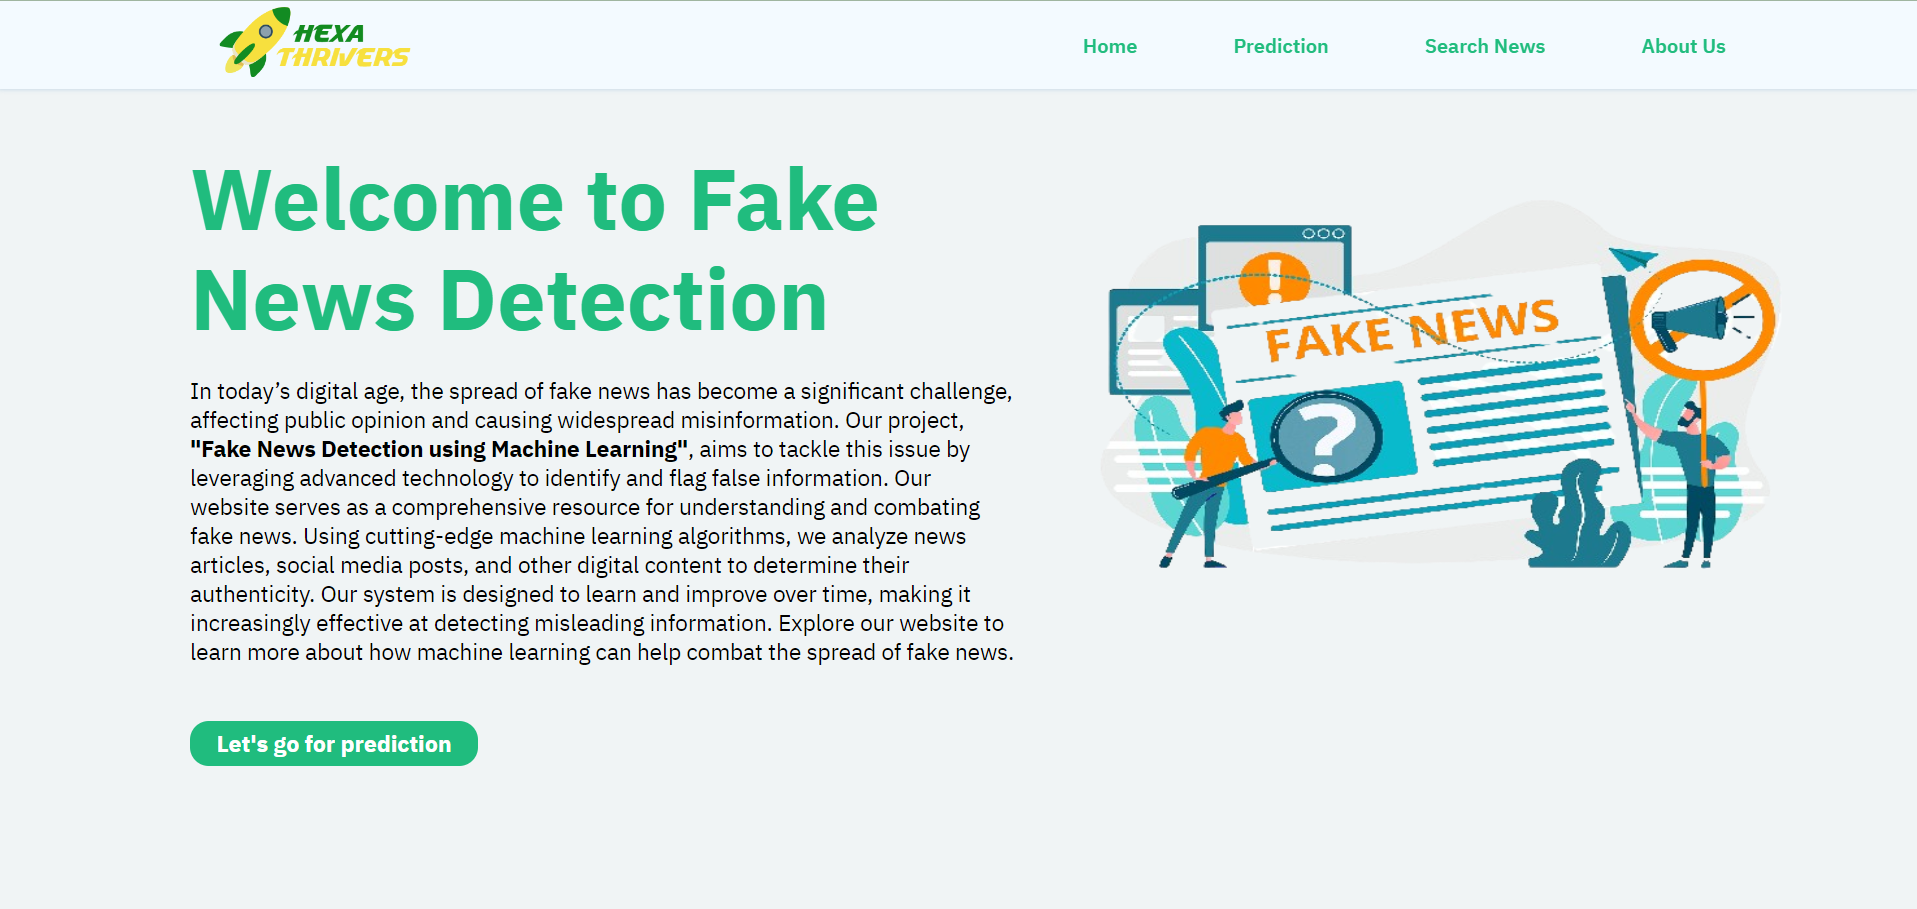 HEXA
THRIVERS
Home
Prediction
Search News
About Us
Welcome to Fake
News Detection
In today’s digital age, the spread of fake news has become a significant challenge,
affecting public opinion and causing widespread misinformation. Our project,
"Fake News Detection using Machine Learning", aims to tackle this issue by
leveraging advanced technology to identify and flag false information. Our
website serves as a comprehensive resource for understanding and combating
fake news. Using cutting-edge machine learning algorithms, we analyze news
articles, social media posts, and other digital content to determine their
authenticity. Our system is designed to learn and improve over time, making it
increasingly effective at detecting misleading information. Explore our website to
learn more about how machine learning can help combat the spread of fake news.
Let's go for prediction
!
FAKE NEWS
?